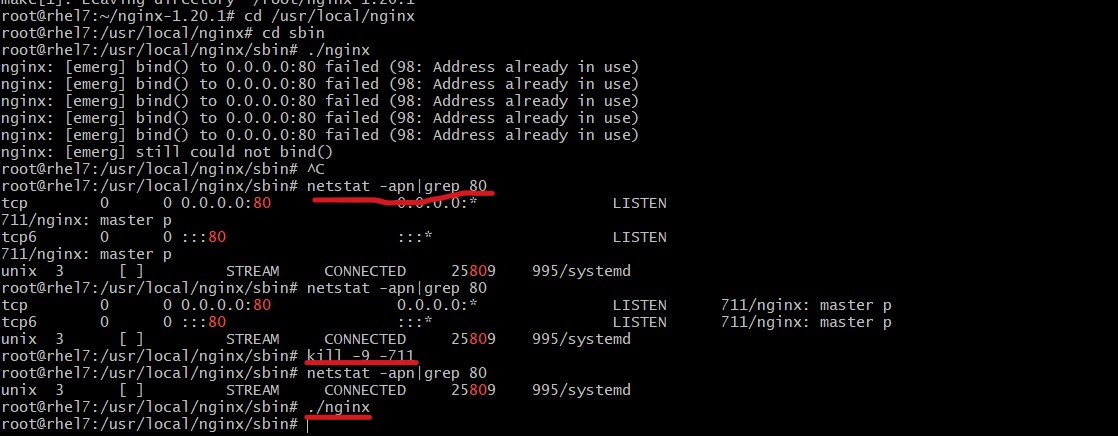 make[1]: Leaving directory '/root/nginx-1.20.1'
root@rhel7:~/nginx-1.20.1# cd /usr/local/nginx
root@rhel7:/usr/local/nginx# cd sbin
root@rhel7:/usr/local/nginx/sbin# ./nginx
nginx: [emerg] bind() to 0.0.0.0:80 failed (98: Address already in use)
nginx: [emerg] bind() to 0.0.0.0:80 failed (98: Address already in use)
nginx: [emerg] bind() to 0.0.0.0:80 failed (98: Address already in use)
nginx: [emerg] bind() to 0.0.0.0:80 failed (98: Address already in use)
nginx: [emerg] bind() to 0.0.0.0:80 failed (98: Address already in use)
nginx: [emerg] still could not bind()
root@rhel7:/usr/local/nginx/sbin# ^C
root@rhel7:/usr/local/nginx/sbin# netstat -apn|grep 80
tcp 0 0 0.0.0.0:80 0.0.0.0:* LISTEN
711/nginx: master p
tcp6 0 0 :::80 :::* LISTEN
711/nginx: master p
unix 3 [ ] STREAM CONNECTED 25809 995/systemd
root@rhel7:/usr/local/nginx/sbin# netstat -apn|grep 80
tcp 0 0 0.0.0.0:80 0.0.0.0:* LISTEN 711/nginx: master p
tcp6 0 0 :::80 :::* LISTEN 711/nginx: master p
unix 3 [ ] STREAM CONNECTED 25809 995/systemd
root@rhel7:/usr/local/nginx/sbin# kill -9 -711
root@rhel7:/usr/local/nginx/sbin# netstat -apn|grep 80
unix 3 [ ] STREAM CONNECTED 25809 995/systemd
root@rhel7:/usr/local/nginx/sbin# ./nginx
root@rhel7:/usr/local/nginx/sbin#